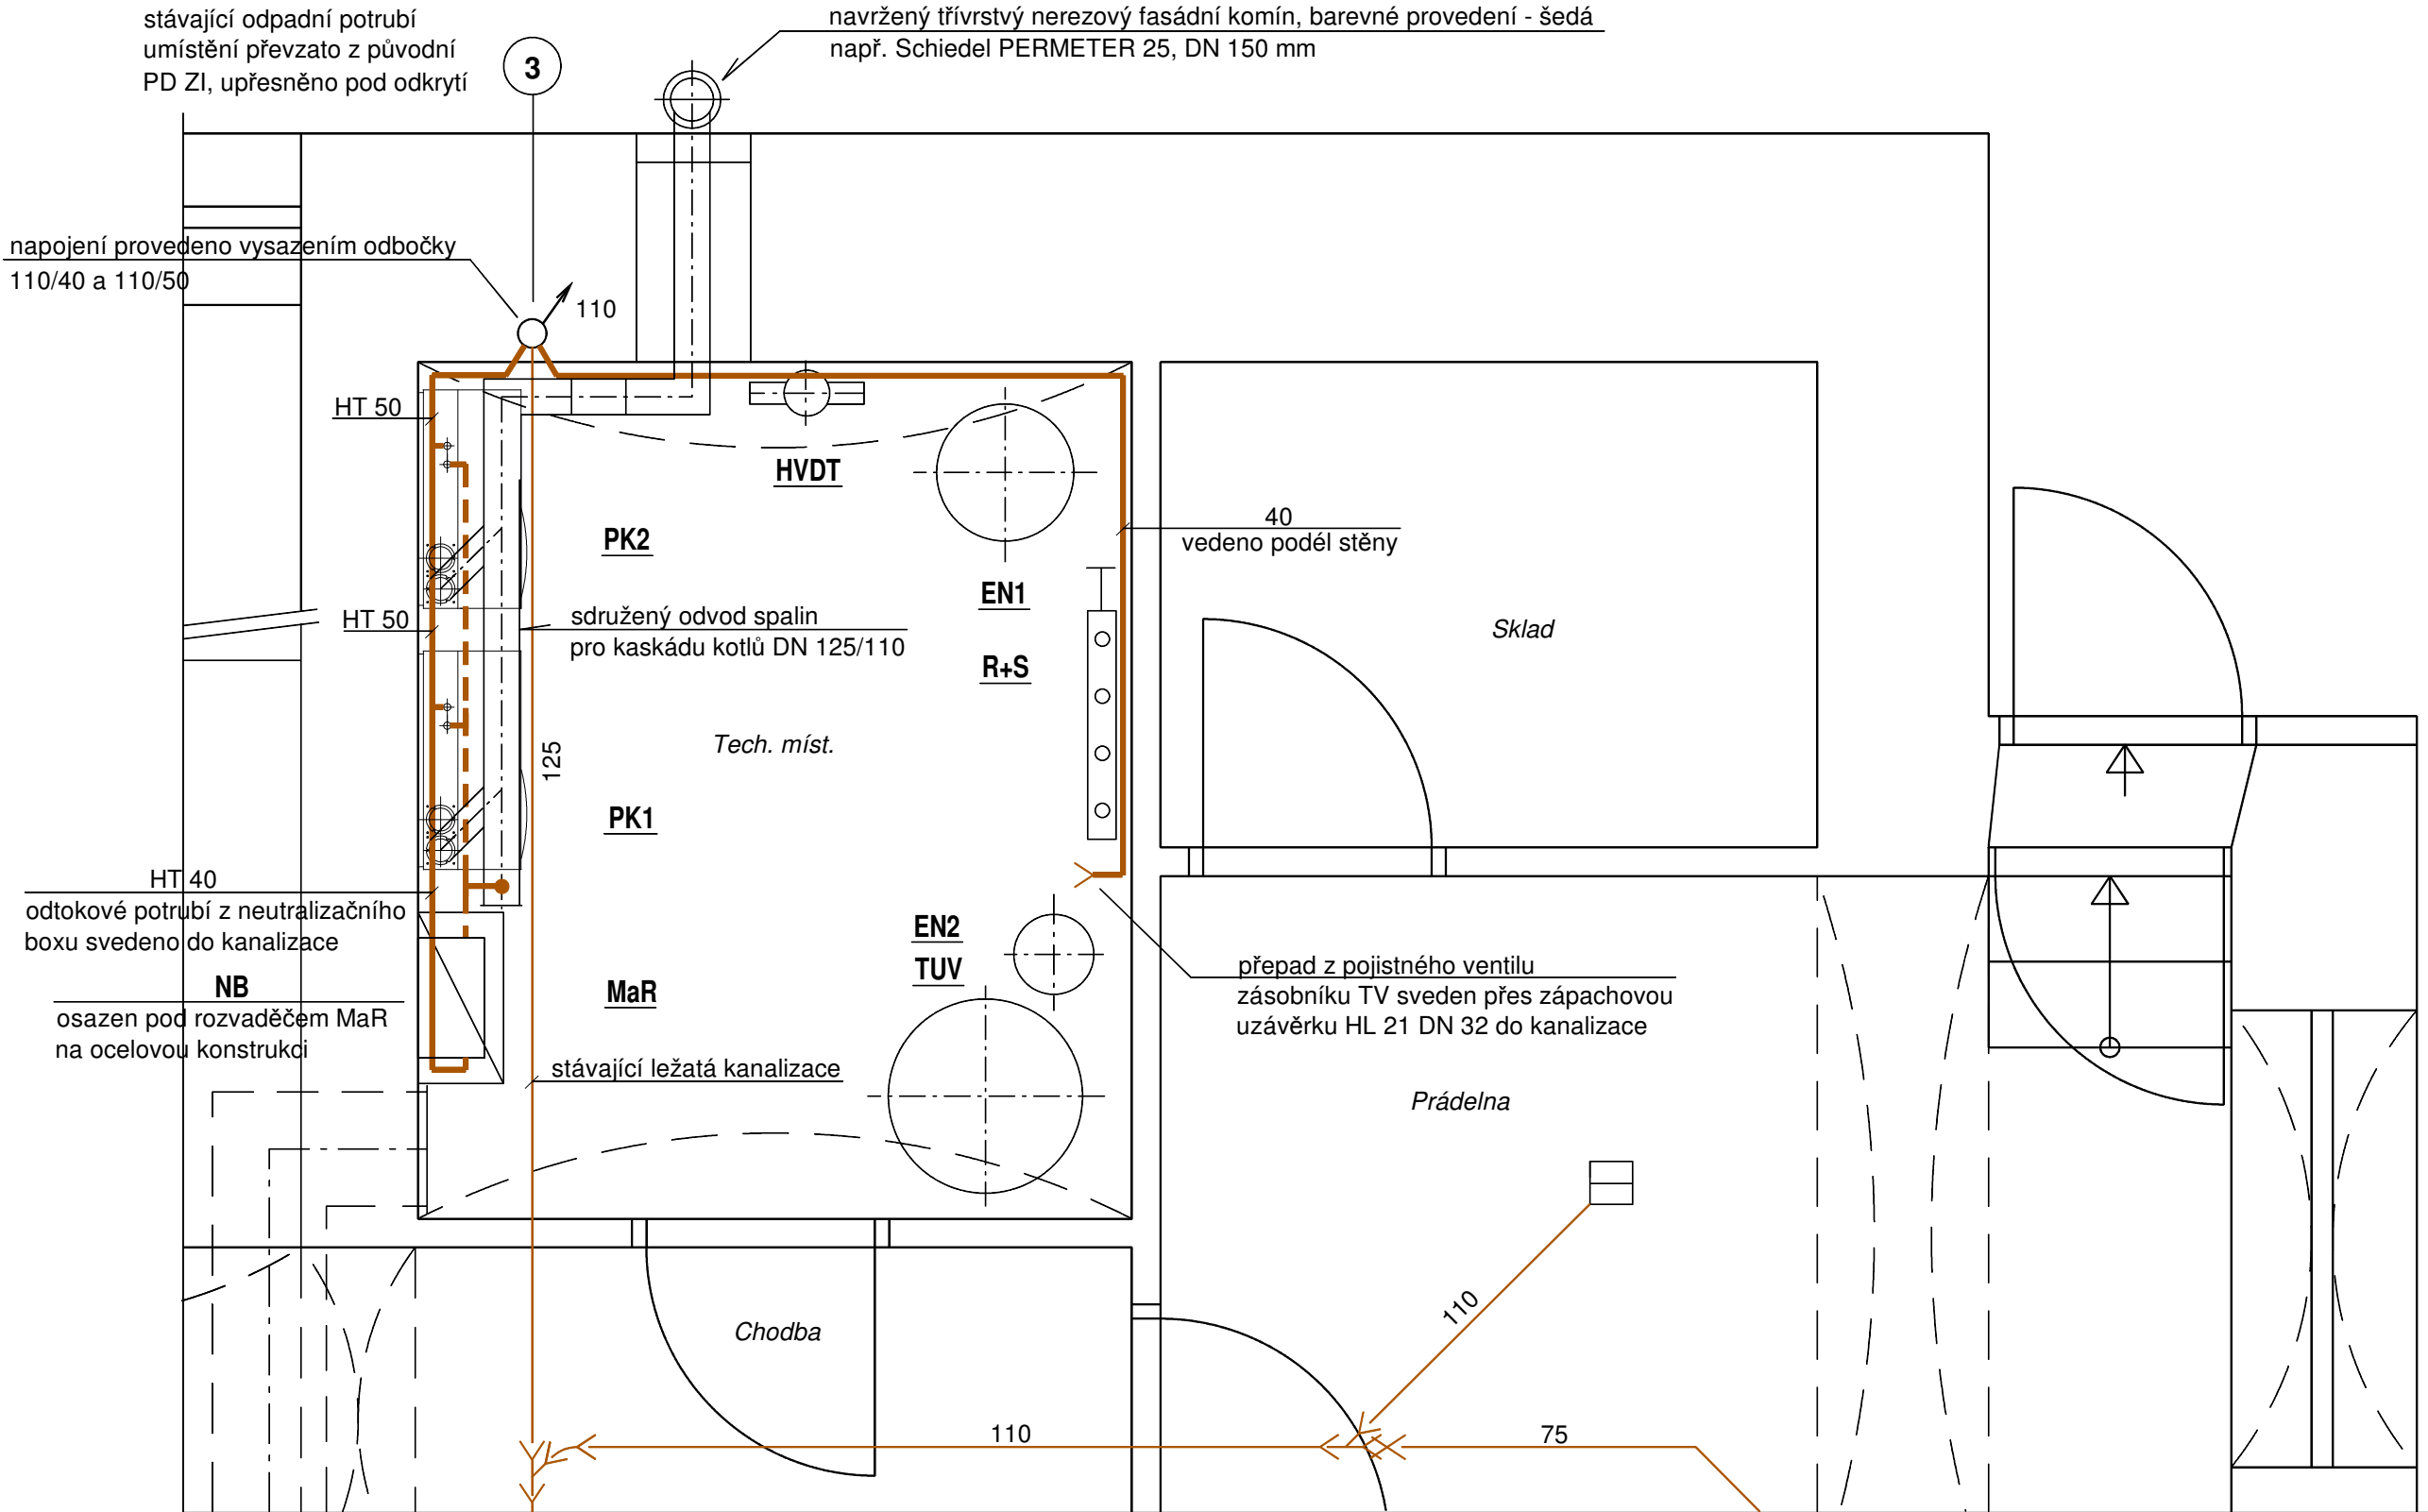 stávající odpadní potrubí
umístění převzato z původní
PD ZI, upřesněno pod odkrytí
3
navržený třívrstvý nerezový fasádní komín, barevné provedení - šedá
např. Schiedel PERMETER 25, DN 150 mm
napojení provedeno vysazením odbočky
110/40 a 110/50
110
HT 50
HVDT
PK2
40
vedeno podél stěny
EN1
HT 50
sdružený odvod spalin
pro kaskádu kotlů DN 125/110
Sklad
R+S
Tech. míst.
125
PK1
HT 40
odtokové potrubí z neutralizačního
boxu svedeno do kanalizace
NB
osazen pod rozvaděčem MaR
na ocelovou konstrukci
EN2
TUV
MaR
přepad z pojistného ventilu
zásobníku TV sveden přes zápachovou
uzávěrku HL 21 DN 32 do kanalizace
stávající ležatá kanalizace
Prádelna
110
Chodba
110
75